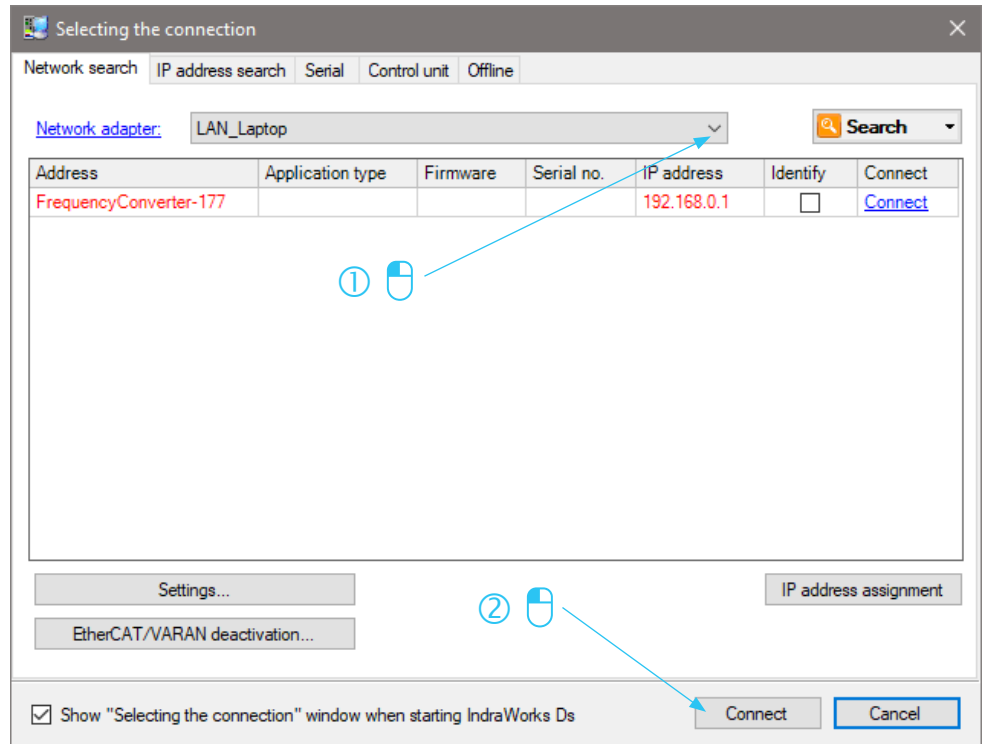 Selecting the connection
Network search IP address search Serial Control unit Offline
Network adapter: LAN_Laptop Search
Address Application type Firmware Serial no. IP address Identify Connect
FrequencyConverter-177 192.168.0.1 Connect
①
Settings... IP address assignment
②
EtherCAT/VARAN deactivation...
Show "Selecting the connection" window when starting IndraWorks Ds Connect Cancel